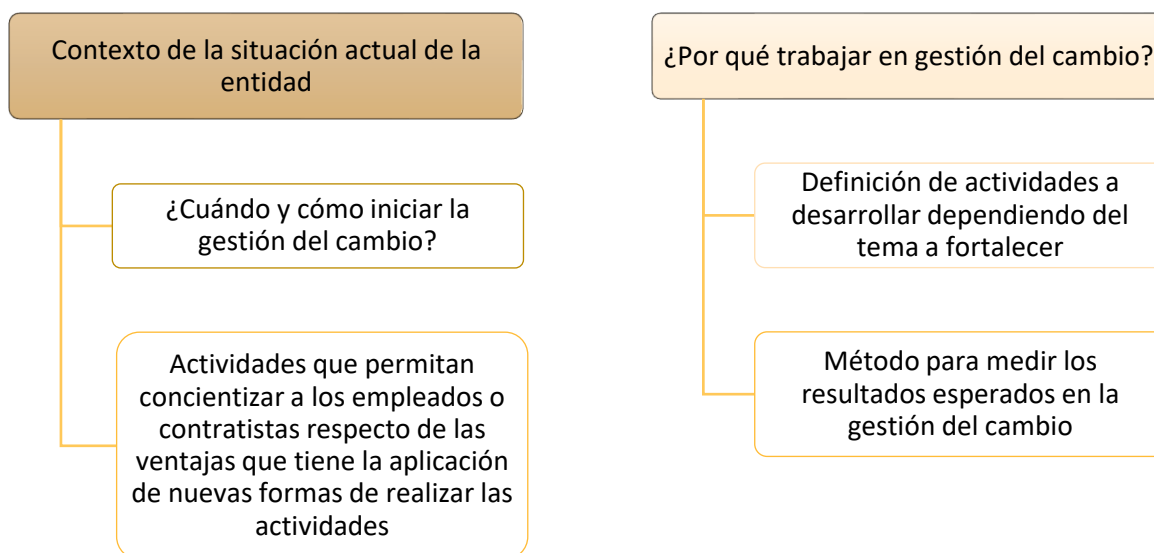 Contexto de la situación actual de la
entidad
¿Cuándo y cómo iniciar la
gestión del cambio?
Actividades que permitan
concientizar a los empleados o
contratistas respecto de las
ventajas que tiene la aplicación
de nuevas formas de realizar las
actividades
¿Por qué trabajar en gestión del cambio?
Definición de actividades a
desarrollar dependiendo del
tema a fortalecer
Método para medir los
resultados esperados en la
gestión del cambio